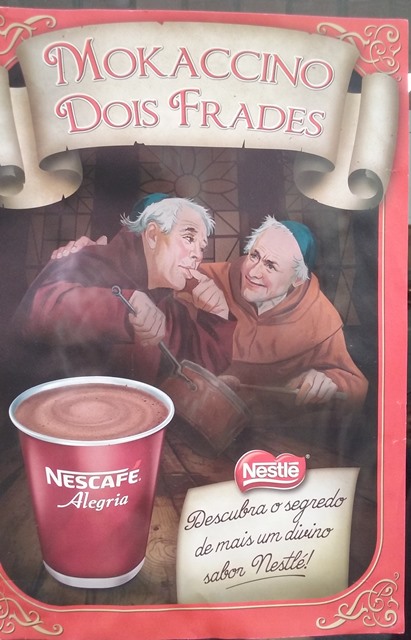 Mokaccino
Dois Frades
NESCAFÉ
Alegria
Nestlé
Descubra o segredo
de mais um divino
sabor Nestlé!